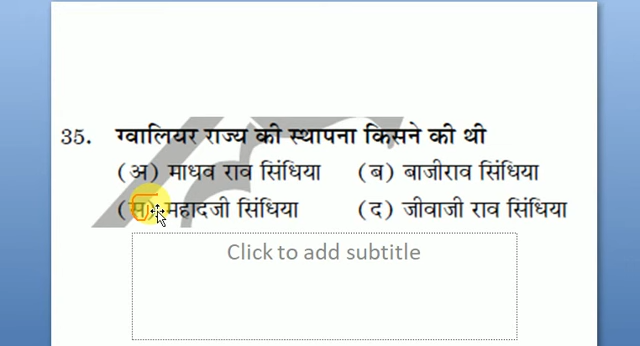 35. ग्वालियर राज्य की स्थापना किसने की थी
(अ) माधव राव सिंधिया (ब) बाजीराव सिंधिया
(स) महादजी सिंधिया (द) जीवाजी राव सिंधिया
Click to add subtitle